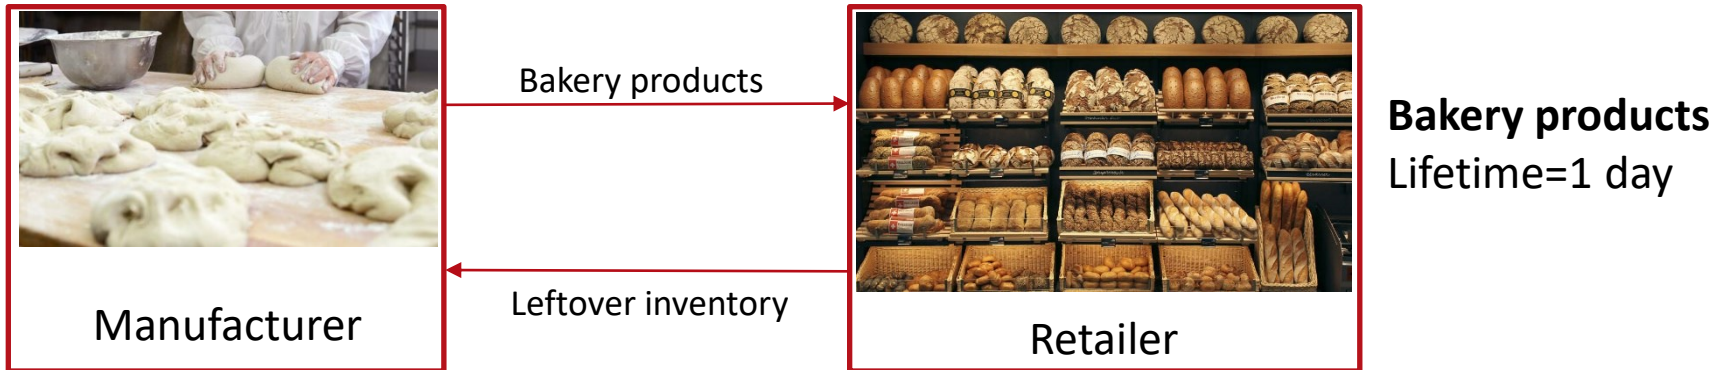 Bakery products
Leftover inventory
Manufacturer
Retailer
Bakery products
Lifetime=1 day